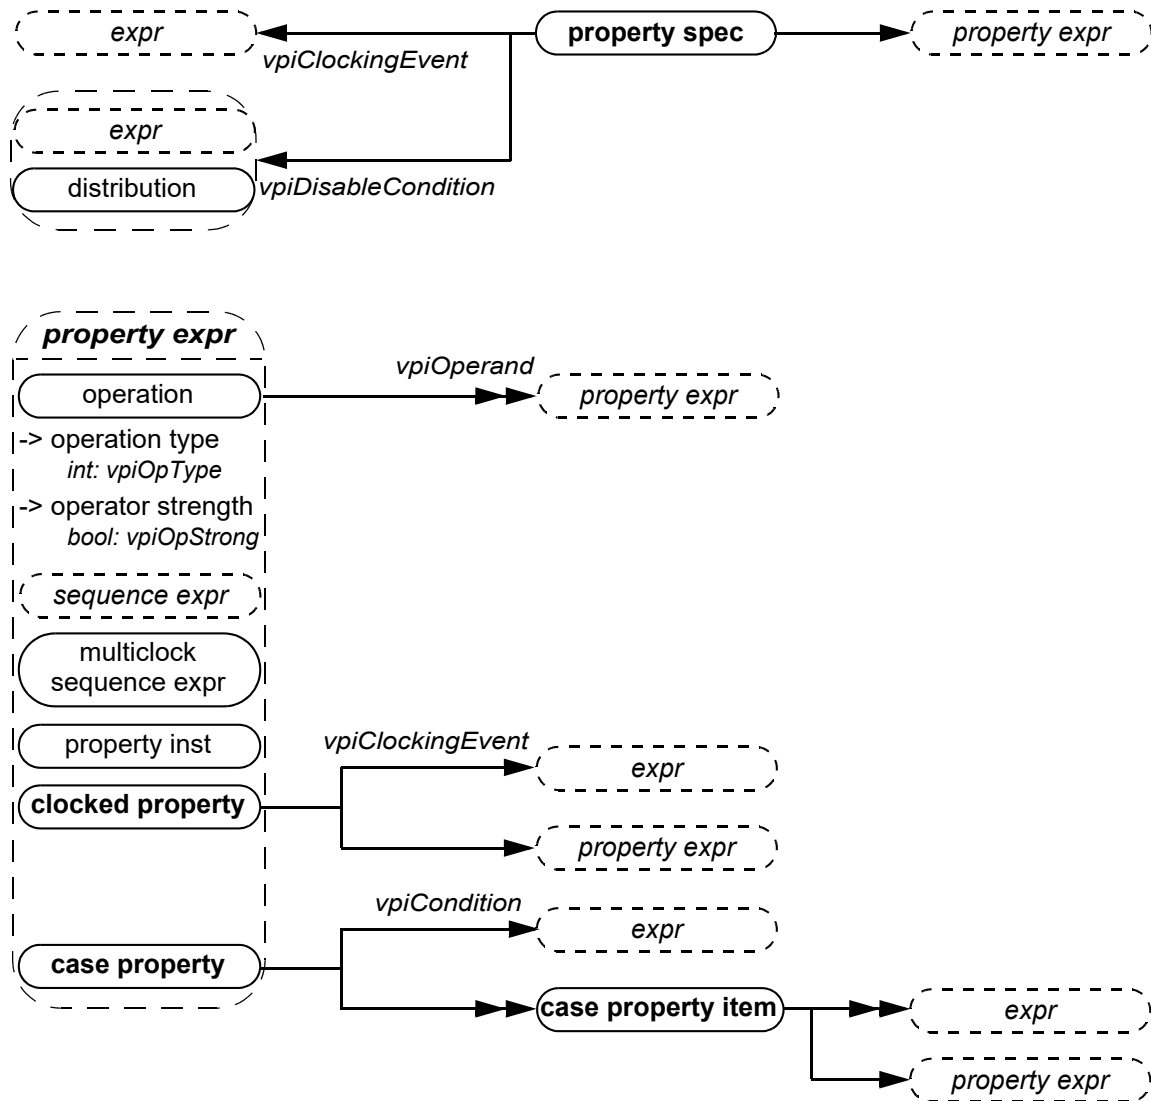 expr
property spec
property expr
vpiClockingEvent
expr
distribution
vpiDisableCondition
property expr
operation
vpiOperand
property expr
-> operation type
int: vpiOpType
-> operator strength
bool: vpiOpStrong
sequence expr
multiclock
sequence expr
property inst
vpiClockingEvent
expr
clocked property
property expr
vpiCondition
expr
case property
case property item
expr
property expr